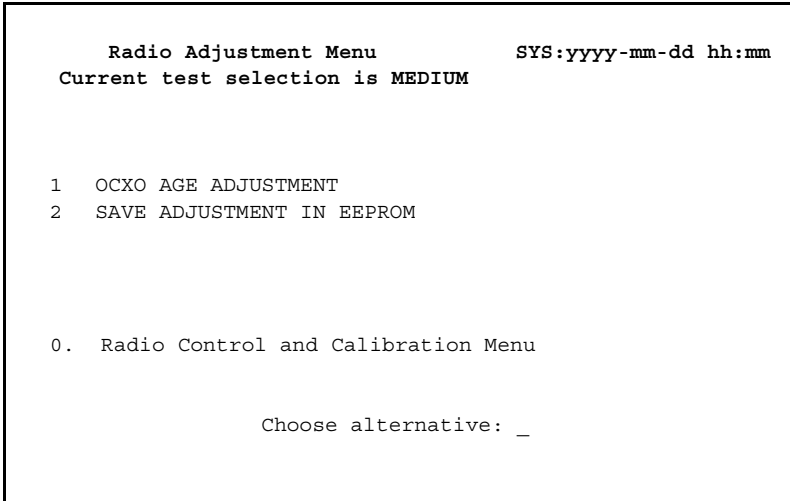 Radio Adjustment Menu SYS:yyyy-mm-dd hh:mm
Current test selection is MEDIUM
1 OCXO AGE ADJUSTMENT
2 SAVE ADJUSTMENT IN EEPROM
0. Radio Control and Calibration Menu
Choose alternative: _